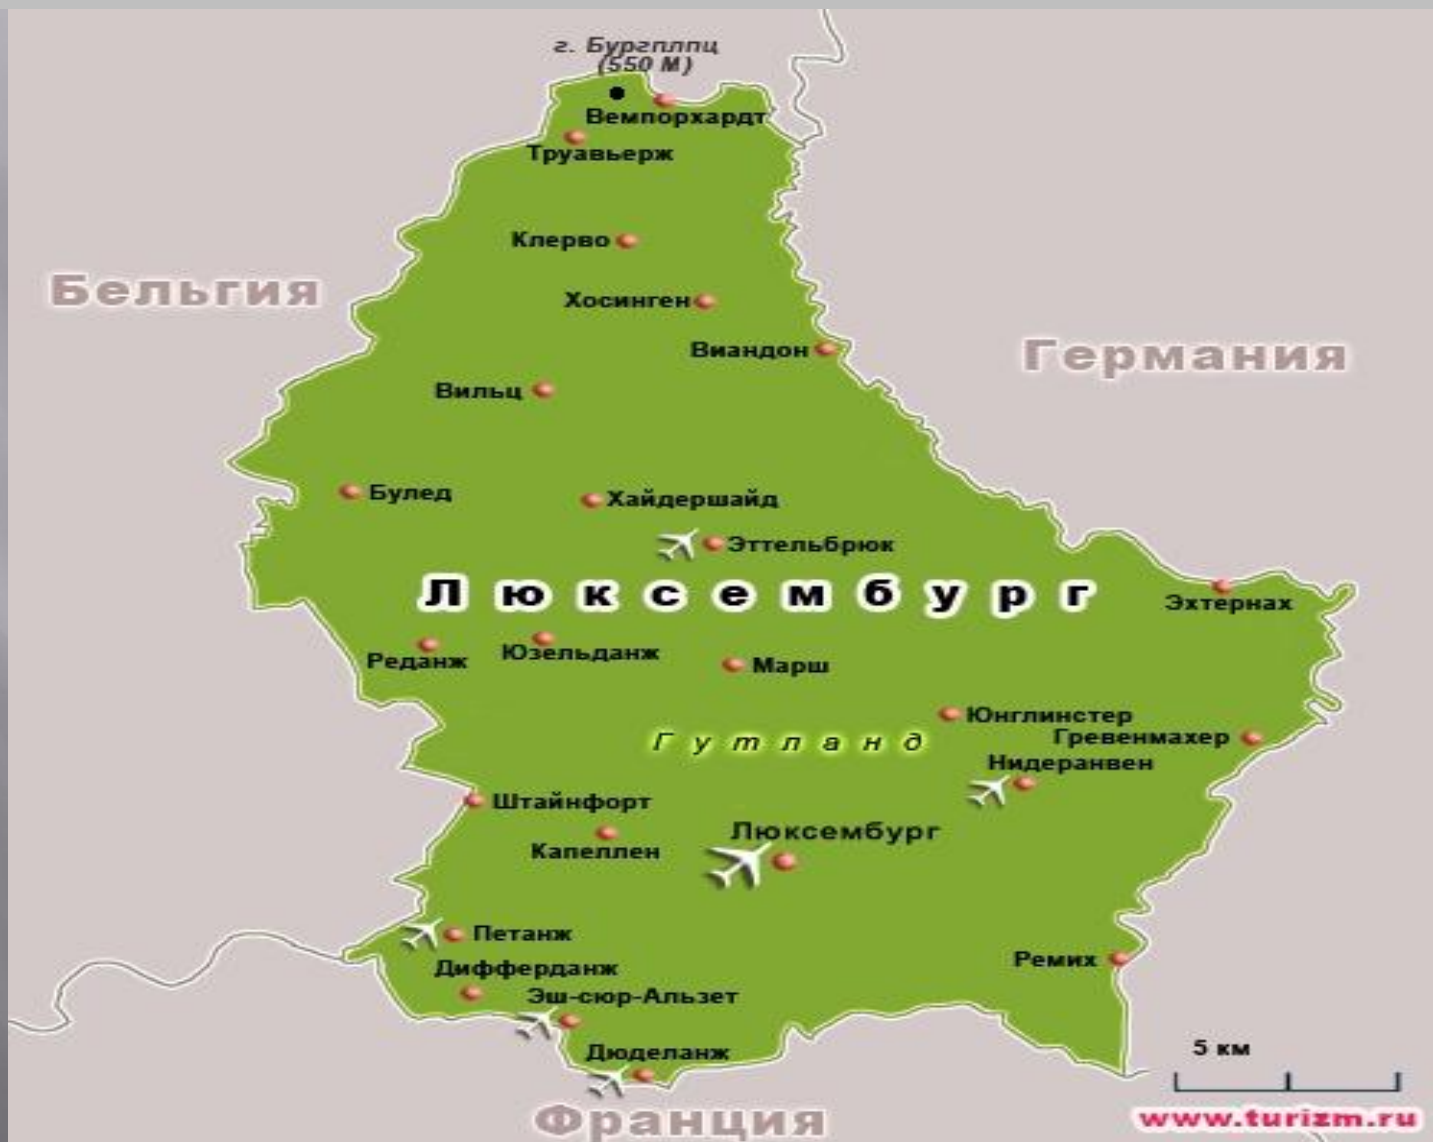 г. Бургплпц
(550 М)
Вемпорхардт
Труавьерж
Клерво
Бельгия
Хосинген
Виандон
Германия
Вильц
Булед
Хайдершайд
Эттельбрюк
Люксембург
Эхтернах
Реданж
Юзельданж
Марш
Юнглинстер
Гутланд
Гревенмахер
Нидеранвен
Штайнфорт
Люксембург
Капеллен
Петанж
Ремих
Дифферданж
Эш-сюр-Альзет
Дюделанж
5 км
Франция
www.turizm.ru